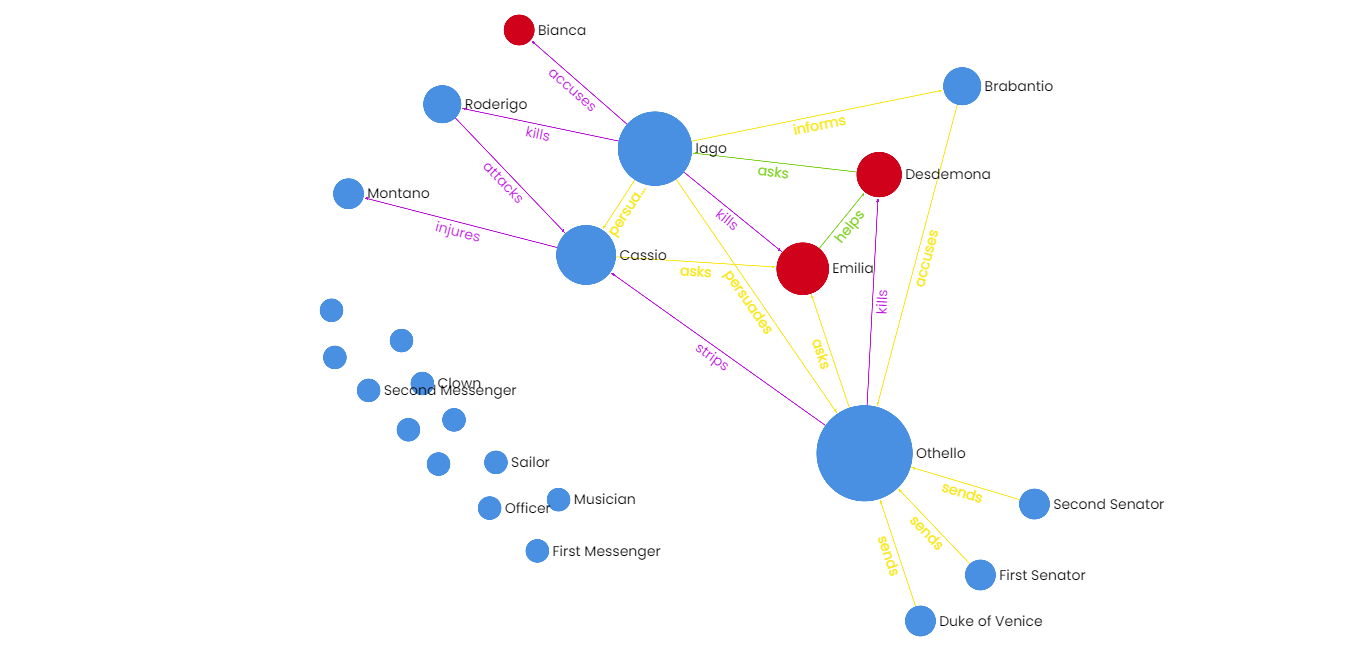 Bianca
accuses
Brabantio
Roderigo
informs
kills
Iago
asks
Desdemona
attacks
Montano
persua...
kills
helps
injures
Cassio
asks
Emilia
accuses
persuades
kills
strips
asks
Clown
Second Messenger
Othello
Sailor
sends
Musician
Second Senator
Officer
sends
First Messenger
sends
First Senator
Duke of Venice